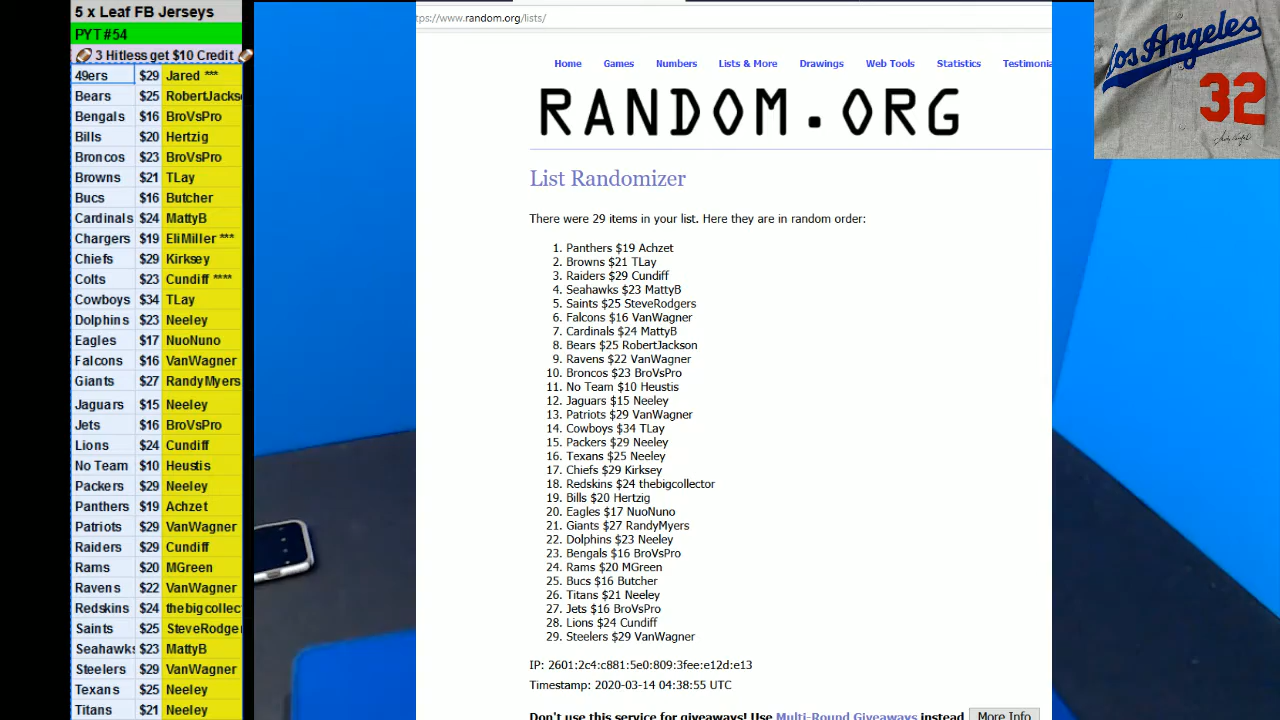 5 x Leaf FB Jerseys
PYT #54
3 Hitless get $10 Credit
49ers $29 Jared ***
Bears $25 RobertJackso
Bengals $16 BroVsPro
Bills $20 Hertzig
Broncos $23 BroVsPro
Browns $21 TLay
Bucs $16 Butcher
Cardinals $24 MattyB
Chargers $19 EliMiller ***
Chiefs $29 Kirksey
Colts $23 Cundiff ****
Cowboys $34 TLay
Dolphins $23 Neeley
Eagles $17 NuoNuno
Falcons $16 VanWagner
Giants $27 RandyMyers
Jaguars $15 Neeley
Jets $16 BroVsPro
Lions $24 Cundiff
No Team $10 Heustis
Packers $29 Neeley
Panthers $19 Achzet
Patriots $29 VanWagner
Raiders $29 Cundiff
Rams $20 MGreen
Ravens $22 VanWagner
Redskins $24 thebigcollec
Saints $25 SteveRodge
Seahawks $23 MattyB
Steelers $29 VanWagner
Texans $25 Neeley
Titans $21 Neeley
tps://www.random.org/lists/
Home Games Numbers Lists & More Drawings Web Tools Statistics Testimonia
RANDOM.ORG
List Randomizer
There were 29 items in your list. Here they are in random order:
1. Panthers $19 Achzet
2. Browns $21 TLay
3. Raiders $29 Cundiff
4. Seahawks $23 MattyB
5. Saints $25 SteveRodgers
6. Falcons $16 VanWagner
7. Cardinals $24 MattyB
8. Bears $25 RobertJackson
9. Ravens $22 VanWagner
10. Broncos $23 BroVsPro
11. No Team $10 Heustis
12. Jaguars $15 Neeley
13. Patriots $29 VanWagner
14. Cowboys $34 TLay
15. Packers $29 Neeley
16. Texans $25 Neeley
17. Chiefs $29 Kirksey
18. Redskins $24 thebigcollector
19. Bills $20 Hertzig
20. Eagles $17 NuoNuno
21. Giants $27 RandyMyers
22. Dolphins $23 Neeley
23. Bengals $16 BroVsPro
24. Rams $20 MGreen
25. Bucs $16 Butcher
26. Titans $21 Neeley
27. Jets $16 BroVsPro
28. Lions $24 Cundiff
29. Steelers $29 VanWagner
IP: 2601:2c4:c881:5e0:809:3fee:e12d:e13
Timestamp: 2020-03-14 04:38:55 UTC
Don't use this service for giveaways! Use Multi-Round Giveaways instead More Info
Los Angeles
32